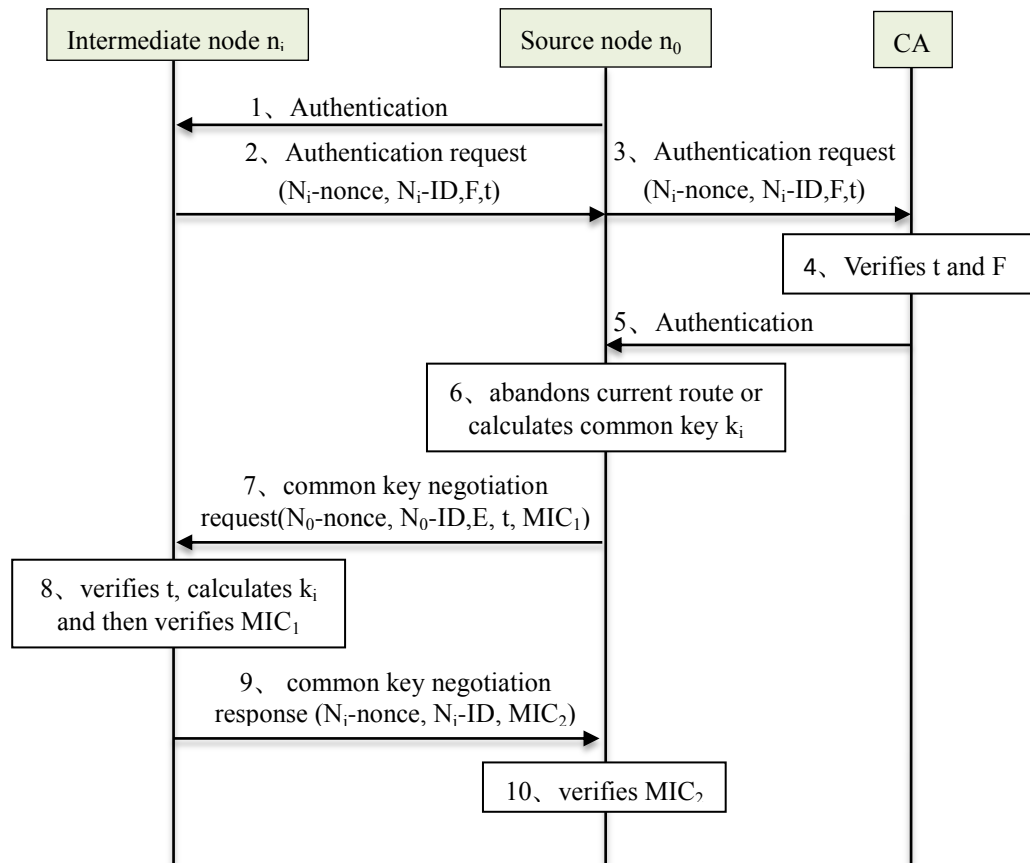 Intermediate node nᵢ
Source node n₀
CA
1、Authentication
2、Authentication request
(Nᵢ-nonce, Nᵢ-ID,F,t)
3、Authentication request
(Nᵢ-nonce, Nᵢ-ID,F,t)
4、Verifies t and F
5、Authentication
6、abandons current route or
calculates common key kᵢ
7、common key negotiation
request(N₀-nonce, N₀-ID,E, t, MIC₁)
8、verifies t, calculates kᵢ
and then verifies MIC₁
9、 common key negotiation
response (Nᵢ-nonce, Nᵢ-ID, MIC₂)
10、verifies MIC₂